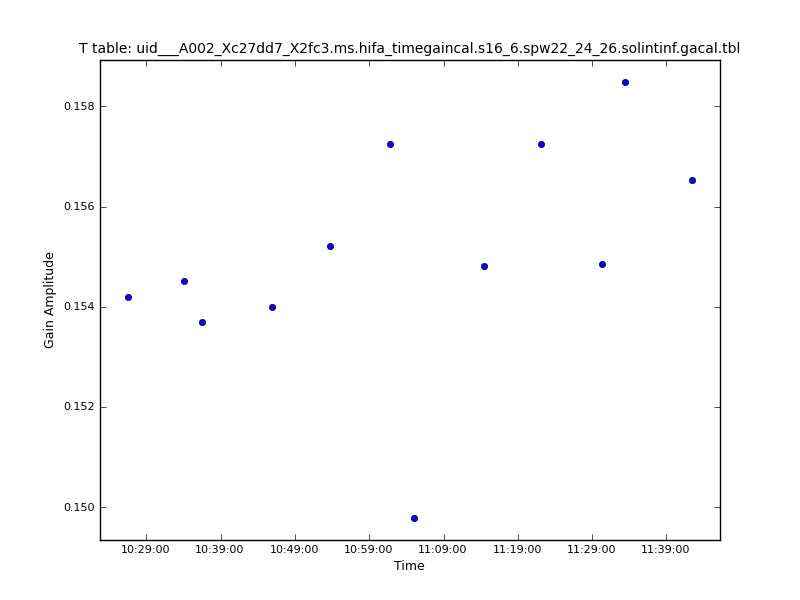 T table: uid___A002_Xc27dd7_X2fc3.ms.hifa_timegaincal.s16_6.spw22_24_26.solintinf.gacal.tbl
0.158
0.156
0.154
0.152
0.150
Gain Amplitude
10:29:00 10:39:00 10:49:00 10:59:00 11:09:00 11:19:00 11:29:00 11:39:00
Time